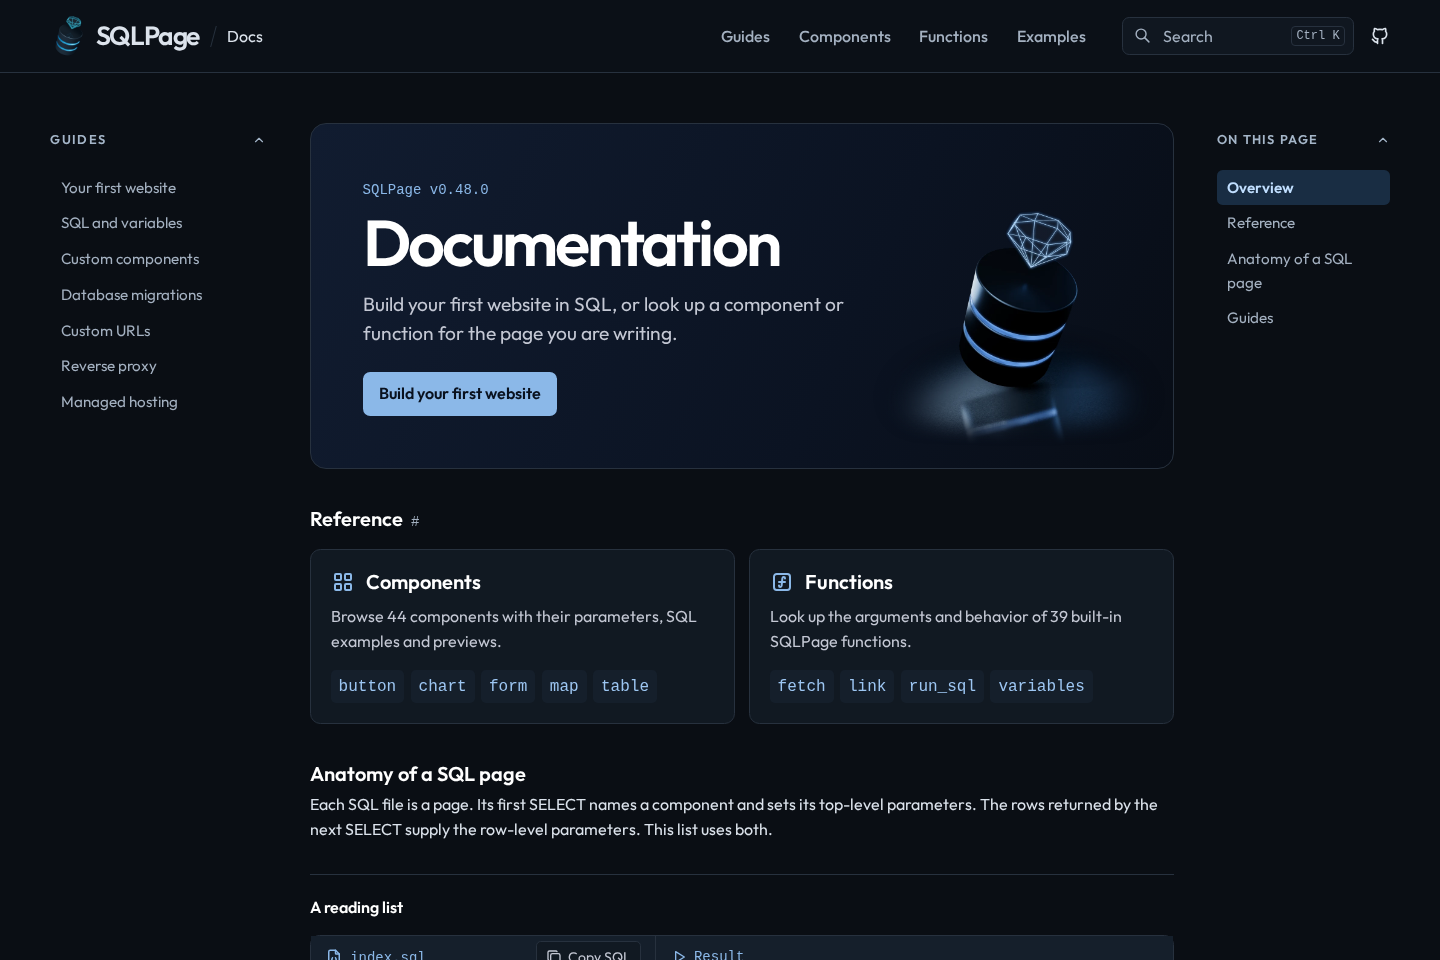 SQLPage / Docs
Guides
Components
Functions
Examples
Search
Ctrl K
GUIDES
Your first website
SQL and variables
Custom components
Database migrations
Custom URLs
Reverse proxy
Managed hosting
SQLPage v0.48.0
Documentation
Build your first website in SQL, or look up a component or
function for the page you are writing.
Build your first website
Reference #
Components
Browse 44 components with their parameters, SQL
examples and previews.
button chart form map table
Functions
Look up the arguments and behavior of 39 built-in
SQLPage functions.
fetch link run_sql variables
Anatomy of a SQL page
Each SQL file is a page. Its first SELECT names a component and sets its top-level parameters. The rows returned by the
next SELECT supply the row-level parameters. This list uses both.
A reading list
index.sql
Copy SQL
Result
ON THIS PAGE
Overview
Reference
Anatomy of a SQL
page
Guides